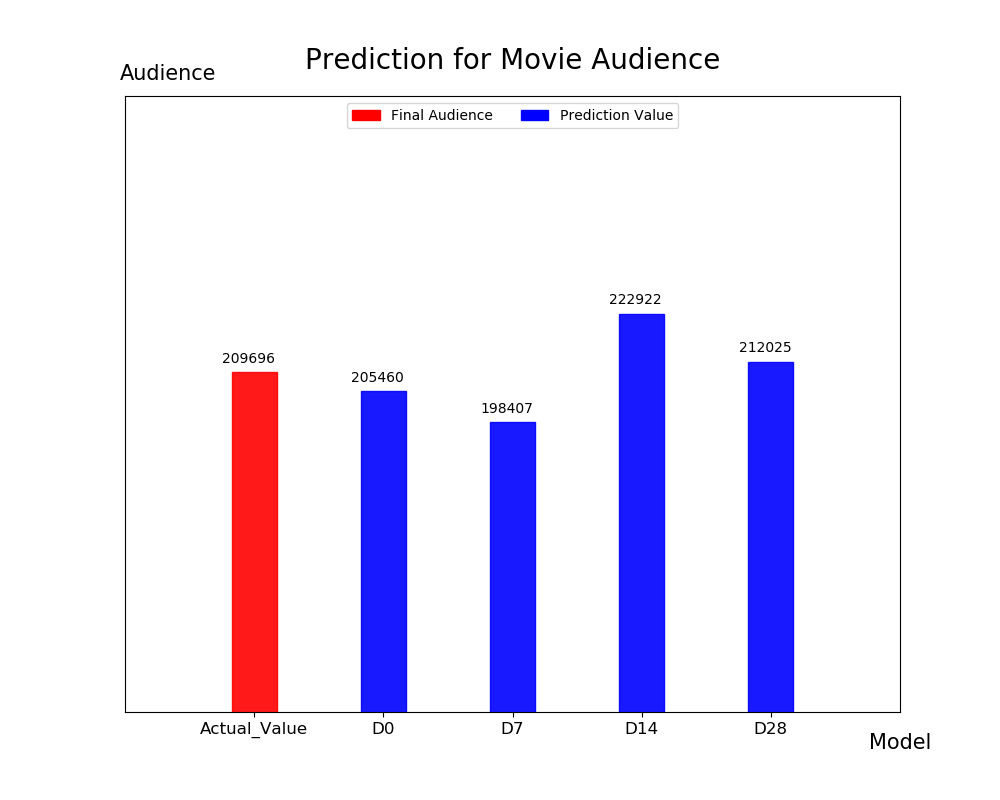 Prediction for Movie Audience
Audience
Final Audience
Prediction Value
209696
205460
198407
222922
212025
Actual_Value
D0
D7
D14
D28
Model